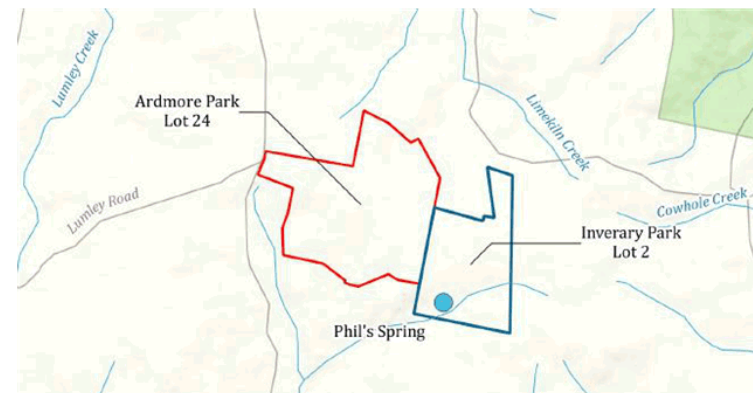 Lumley Creek
Ardmore Park
Lot 24
Limekiln Creek
Lumley Road
Cowhole Creek
Inverary Park
Lot 2
Phil's Spring